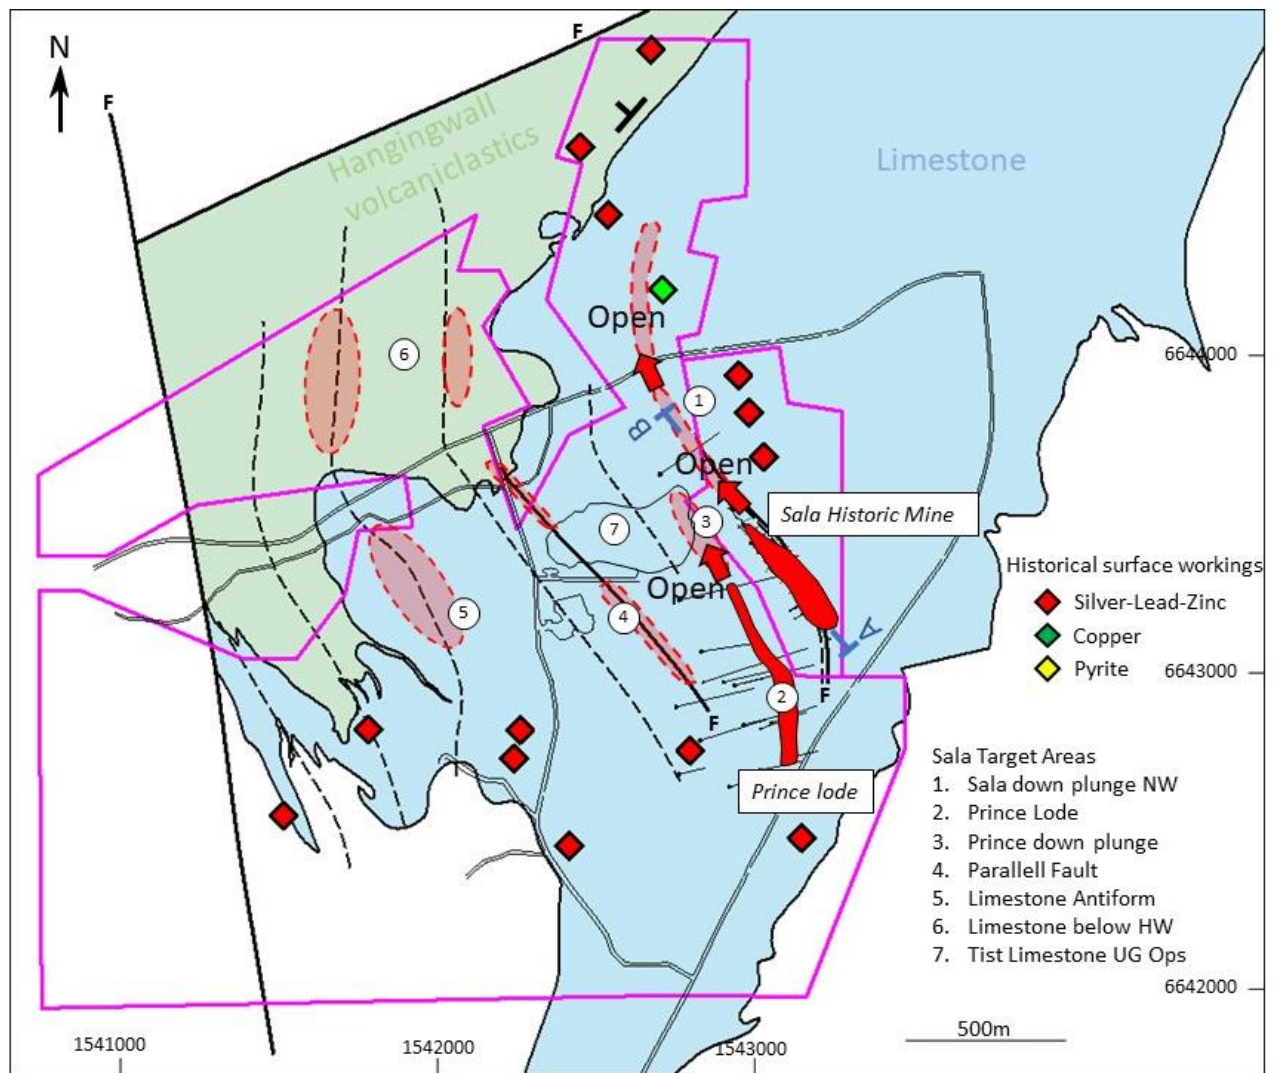 N
F
F
Hangingwall
volcaniclastics
Limestone
Open
6644000
6
1
B
Open
Sala Historic Mine
7
3
Open
Historical surface workings
Silver-Lead-Zinc
Copper
Pyrite
5
4
A
6643000
2
F
F
Prince lode
Sala Target Areas
1. Sala down plunge NW
2. Prince Lode
3. Prince down plunge
4. Parallell Fault
5. Limestone Antiform
6. Limestone below HW
7. Tist Limestone UG Ops
6642000
500m
1541000
1542000
1543000